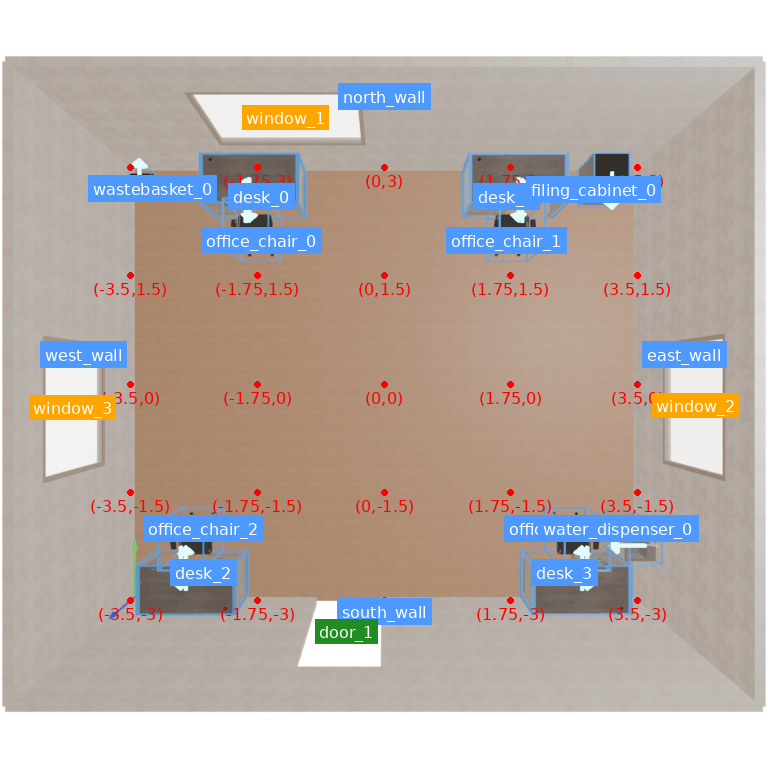 north_wall
window_1
(0,3)
wastebasket_0
desk_0
desk_
filing_cabinet_0
office_chair_0
office_chair_1
(-3.5,1.5)
(-1.75,1.5)
(0,1.5)
(1.75,1.5)
(3.5,1.5)
west_wall
east_wall
(-1.75,0)
(0,0)
(1.75,0)
window_3
window_2
(-3.5,-1.5)
(-1.75,-1.5)
(0,-1.5)
(1.75,-1.5)
(3.5,-1.5)
office_chair_2
water_dispenser_0
desk_2
desk_3
(-3.5,-3)
(-1.75,-3)
south_wall
(1.75,-3)
(3.5,-3)
door_1